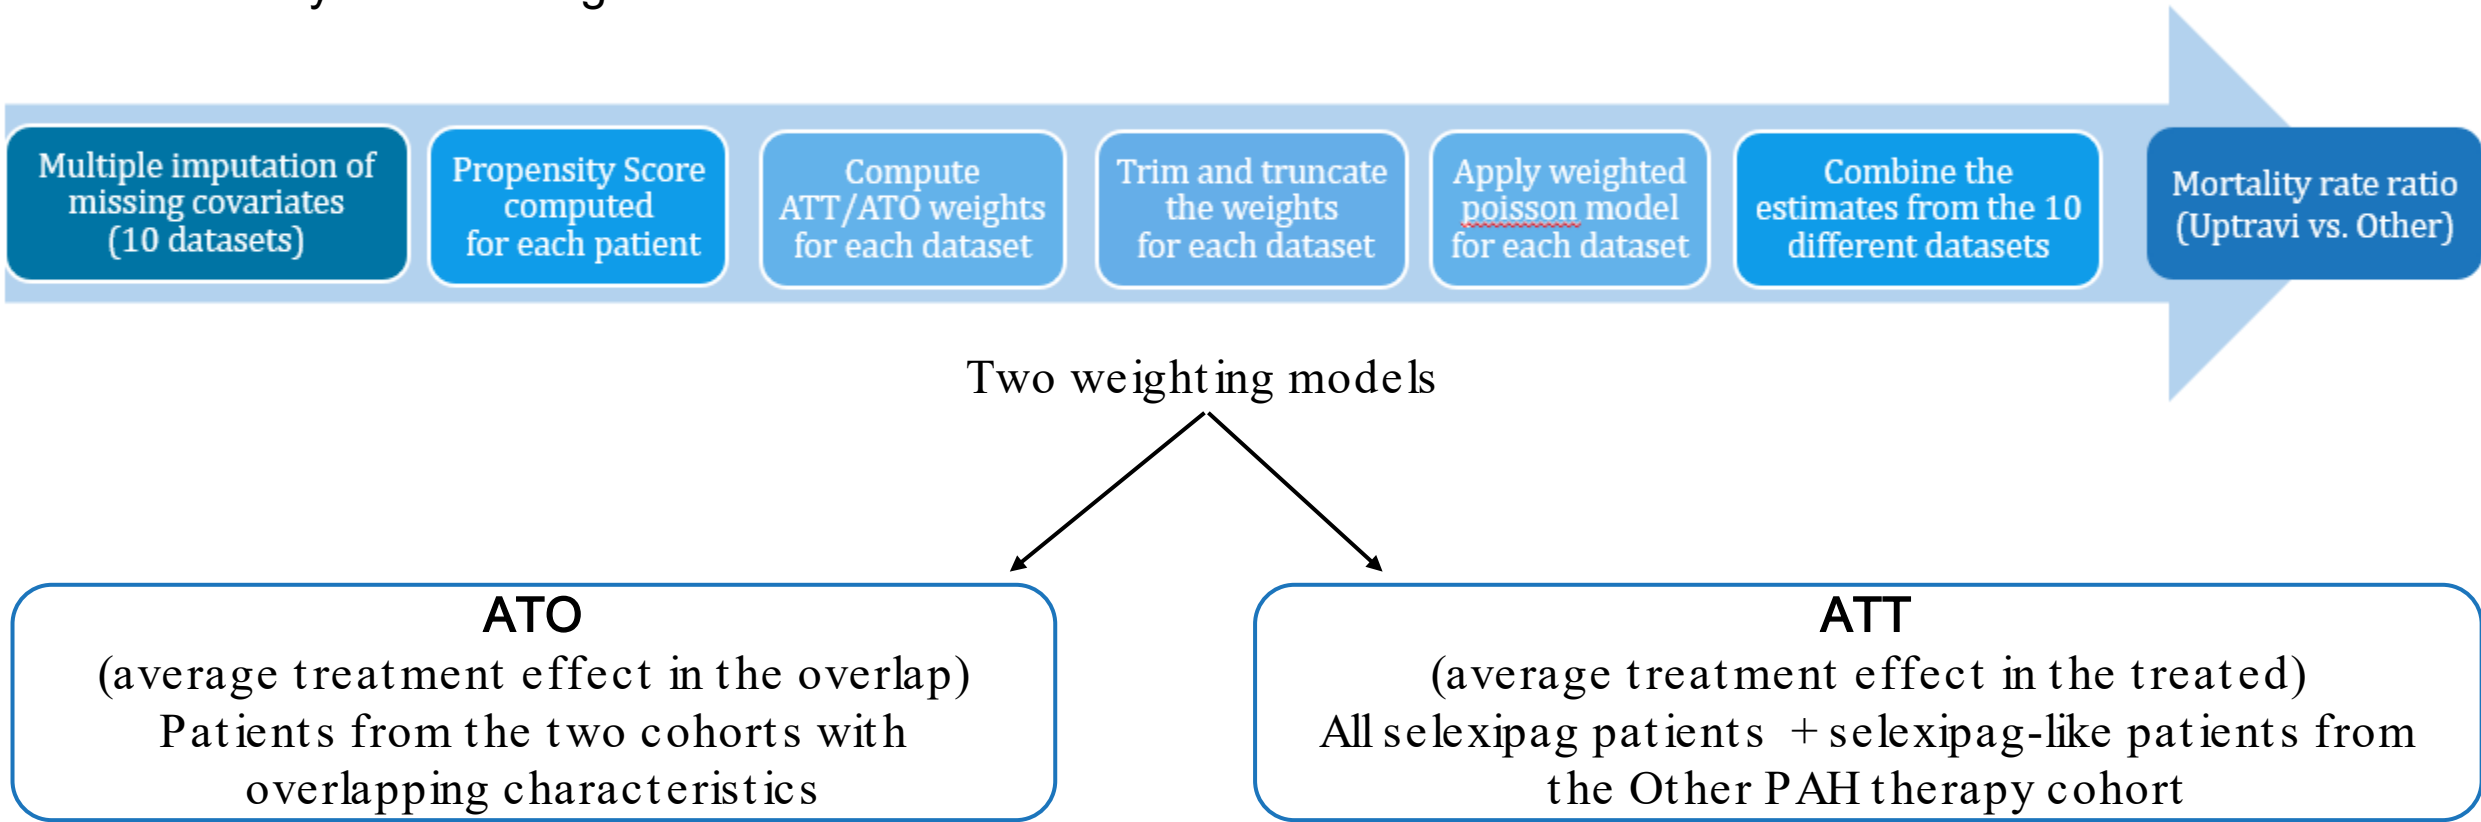 Multiple imputation of
missing covariates
(10 datasets)
Propensity Score
computed
for each patient
Compute
ATT/ATO weights
for each dataset
Trim and truncate
the weights
for each dataset
Apply weighted
poisson model
for each dataset
Combine the
estimates from the 10
different datasets
Mortality rate ratio
(Uptravi vs. Other)
Two weighting models
ATO
(average treatment effect in the overlap)
Patients from the two cohorts with
overlapping characteristics
ATT
(average treatment effect in the treated)
All selexipag patients + selexipag-like patients from
the Other PAH therapy cohort